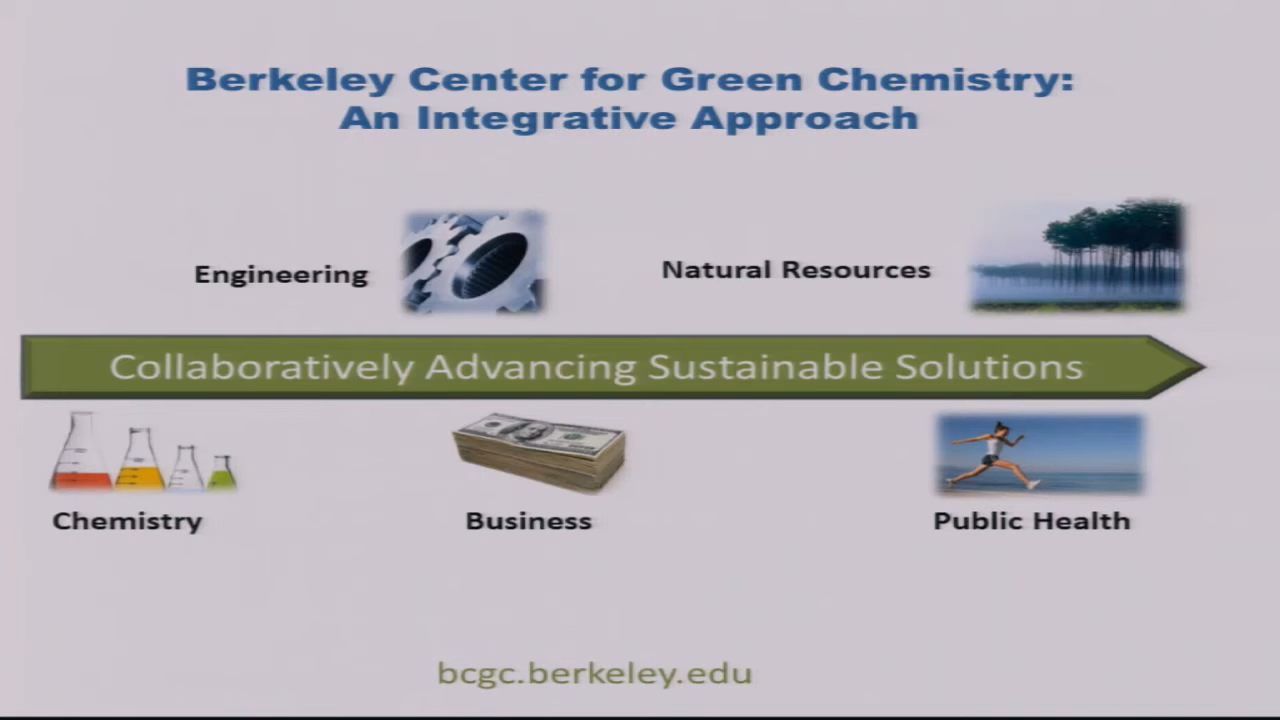 Berkeley Center for Green Chemistry:
An Integrative Approach
Engineering
Natural Resources
Collaboratively Advancing Sustainable Solutions
Chemistry
Business
Public Health
bcgc.berkeley.edu